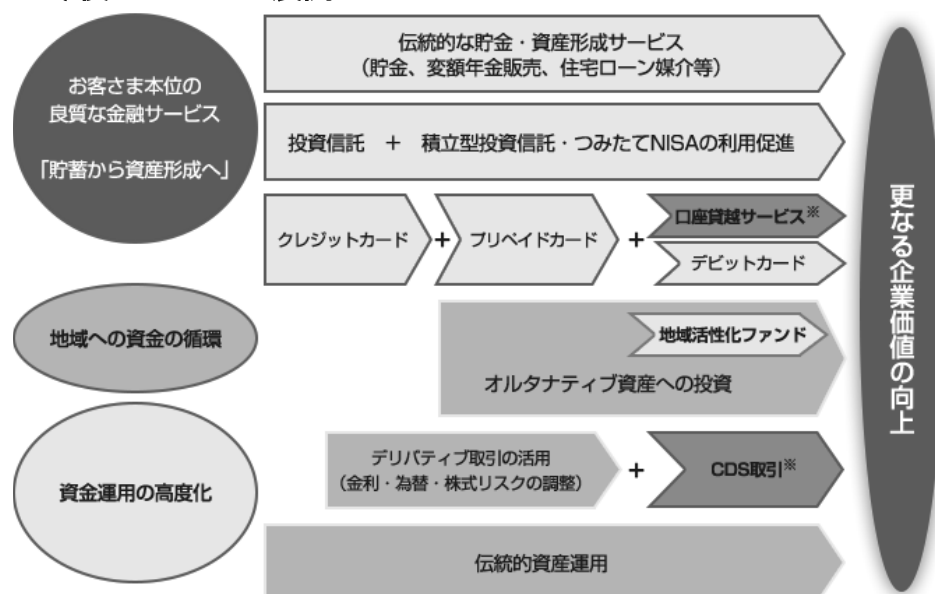 お客さま本位の
良質な金融サービス
「貯蓄から資産形成へ」
伝統的な貯金・資産形成サービス
（貯金、変額年金販売、住宅ローン媒介等）
投資信託　＋　積立型投資信託・つみたてNISAの利用促進
クレジットカード
+
プリペイドカード
+
口座貸越サービス※
デビットカード
地域への資金の循環
地域活性化ファンド
オルタナティブ資産への投資
資金運用の高度化
デリバティブ取引の活用
（金利・為替・株式リスクの調整）
+
CDS取引※
伝統的資産運用
更なる企業価値の向上